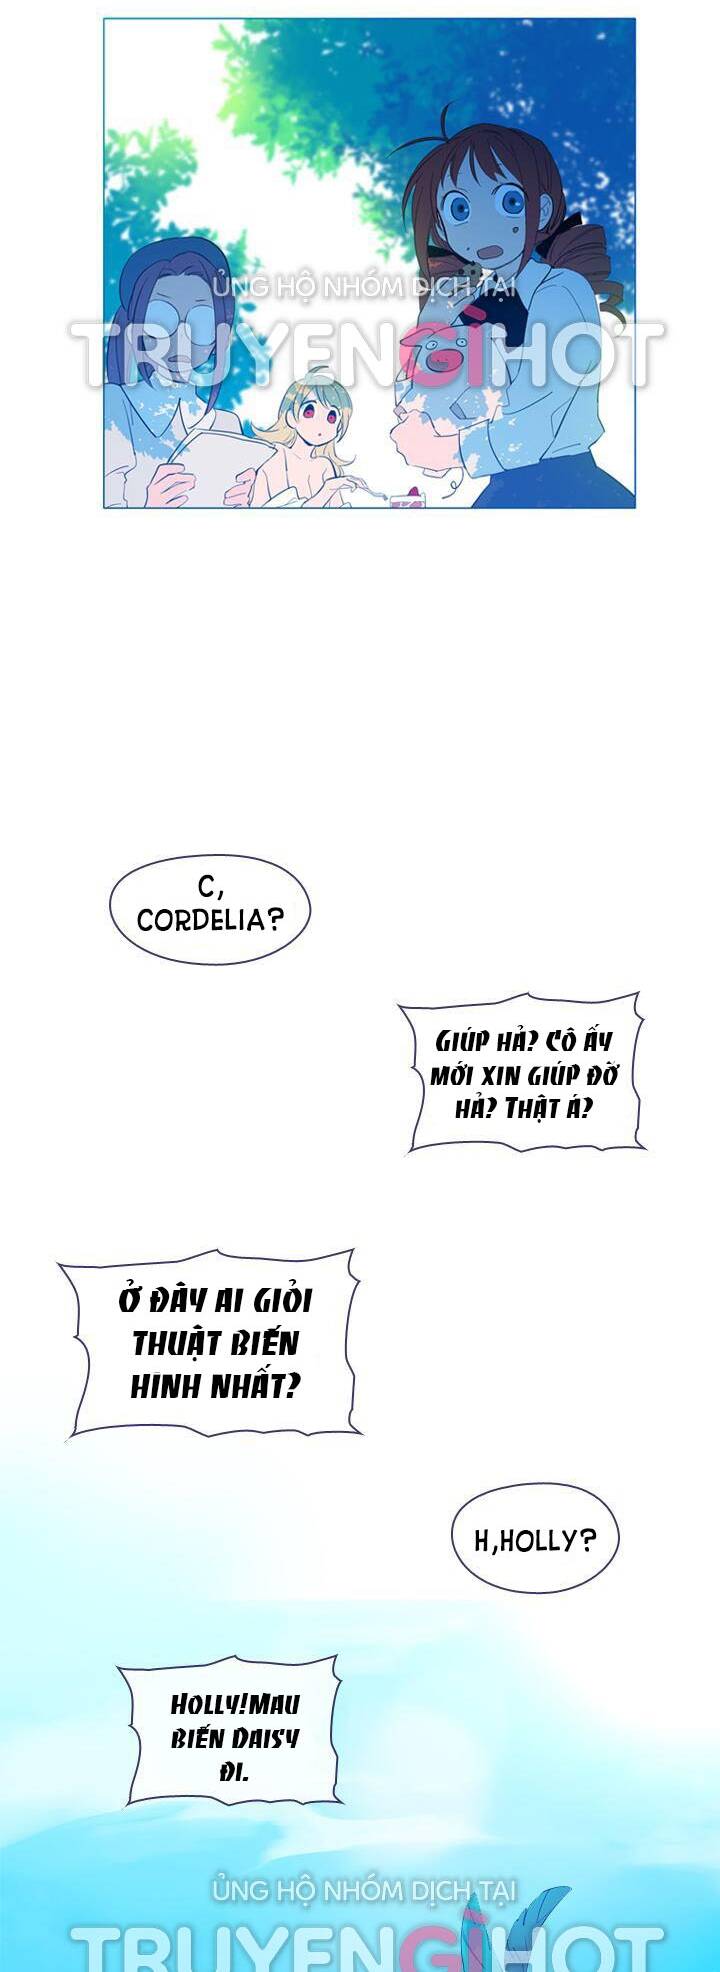 ỦNG HỘ NHÓM DỊCH TẠI
TRUYENGIHOT
C,
CORDELIA?
GIÚP HẢ? CÔ ẤY
MỚI XIN GIÚP ĐỠ
HẢ? THẬT Á?
Ở ĐÂY AI GIỎI
THUẬT BIẾN
HÌNH NHẤT?
H,HOLLY?
HOLLY!MAU
BIẾN DAISY
ĐI.
ỦNG HỘ NHÓM DỊCH TẠI
TRUYENGIHOT